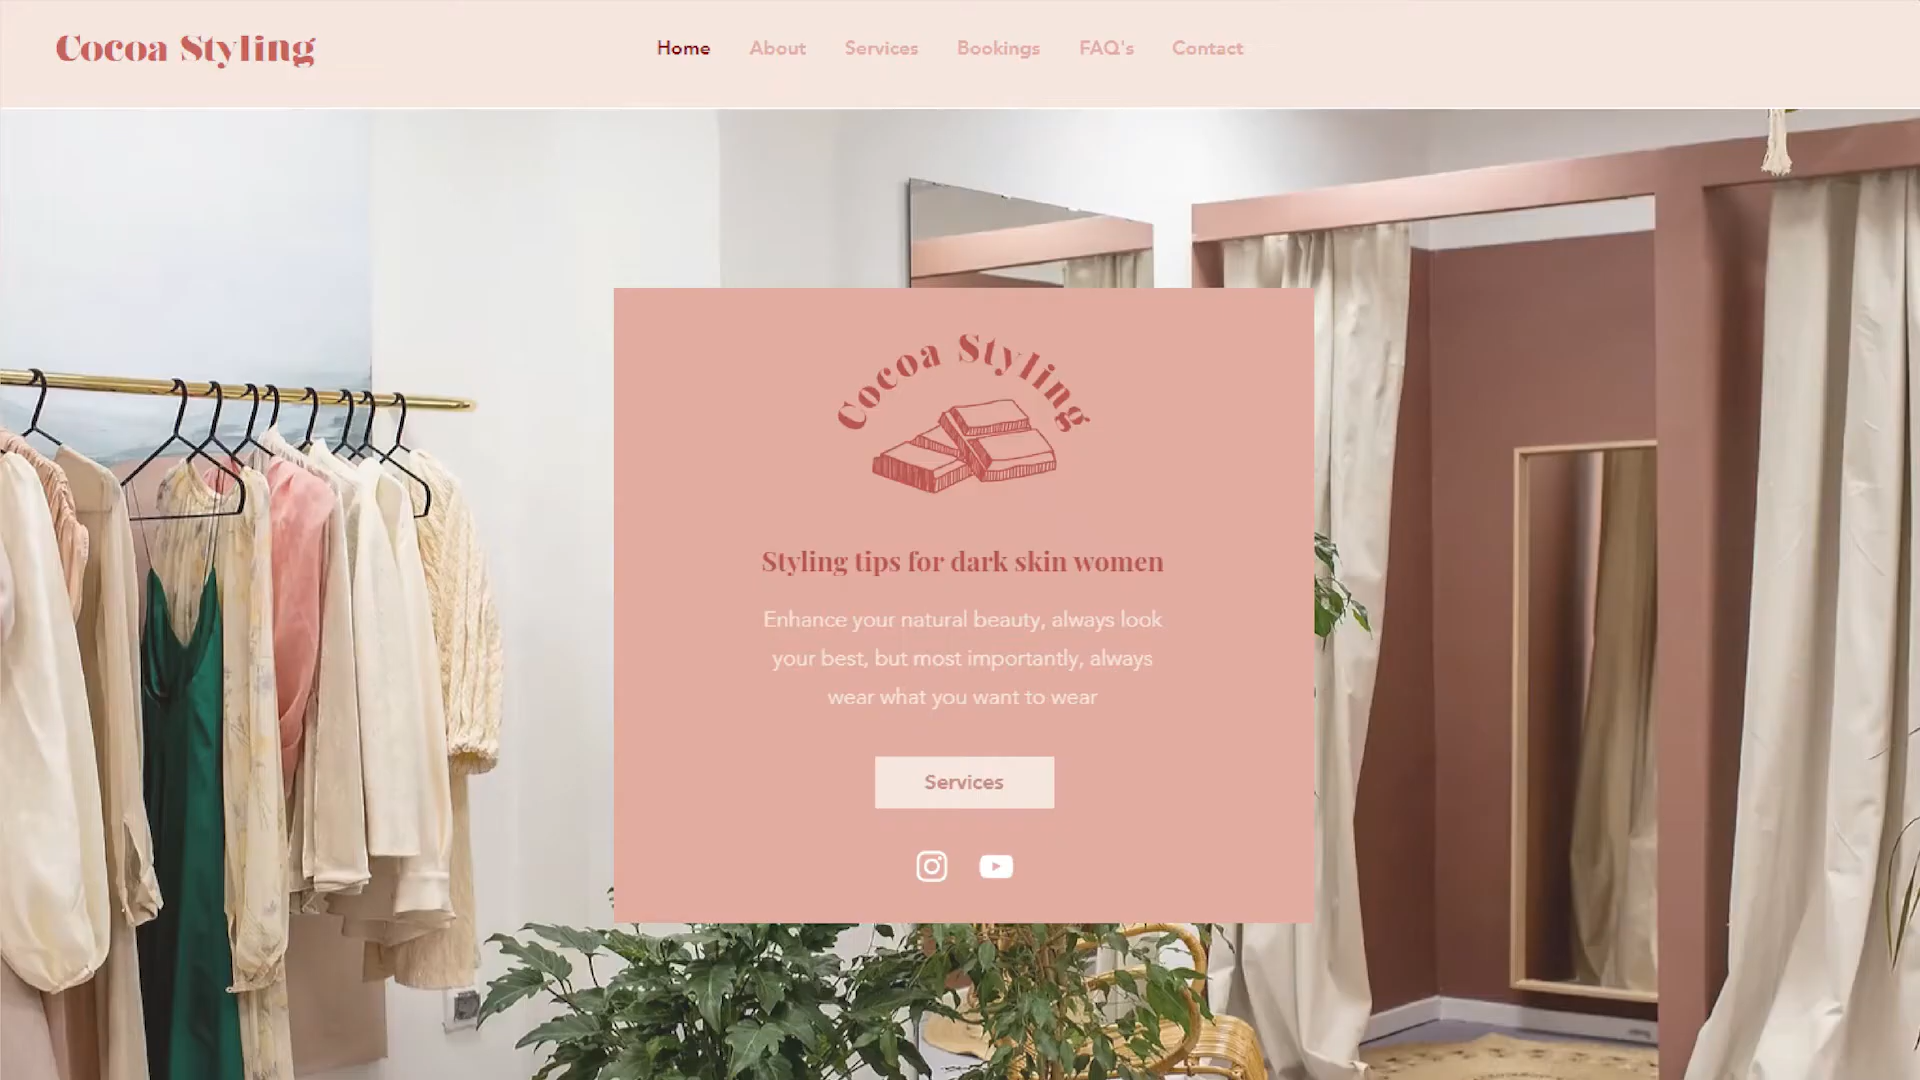 Cocoa Styling
Home About Services Bookings FAQ's Contact
Cocoa Styling
Styling tips for dark skin women
Enhance your natural beauty, always look
your best, but most importantly, always
wear what you want to wear
Services